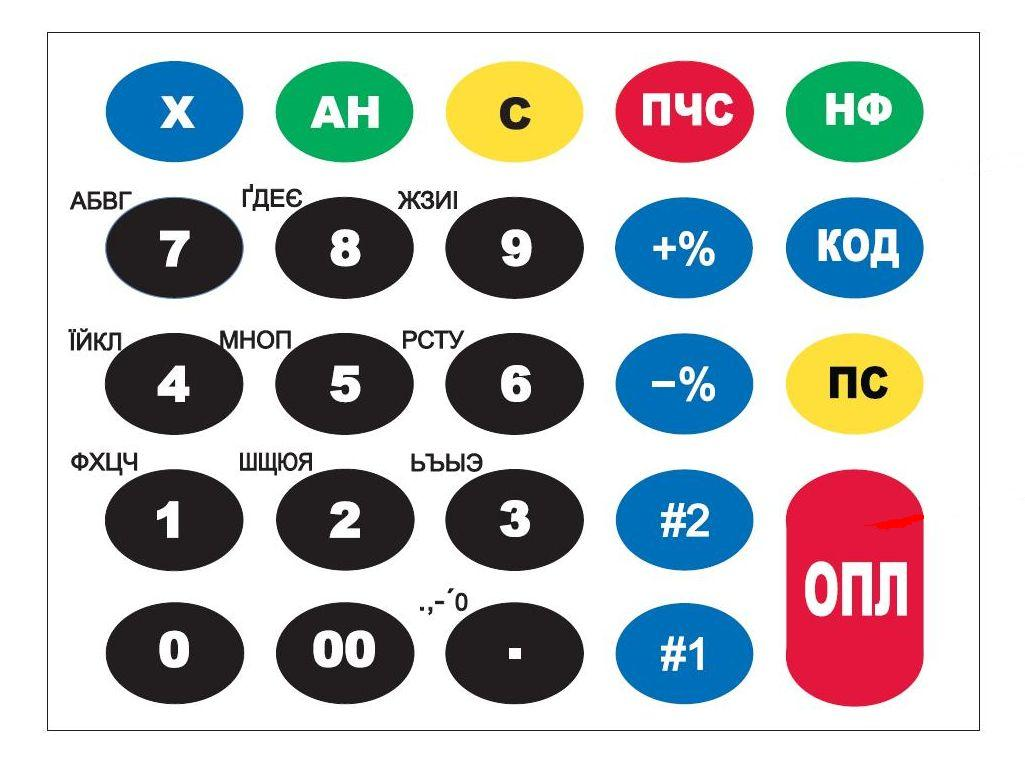 Х АН С ПЧС НФ
АБВГ ҐДЕЄ ЖЗИІ
7 8 9 +% КОД
ЇЙКЛ МНОП РСТУ
4 5 6 –% ПС
ФХЦЧ ШЩЮЯ ЬЪЫЭ
1 2 3 #2
ОПЛ
.,-´0
0 00 . #1